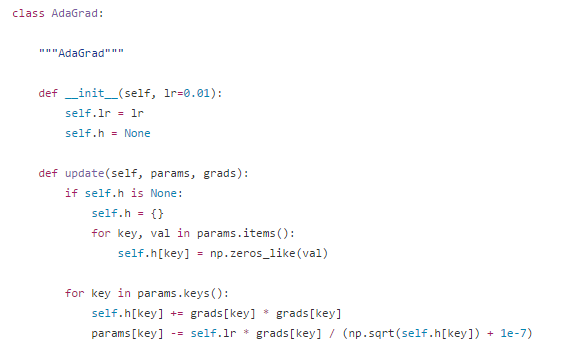 class AdaGrad:
"""AdaGrad"""
def __init__(self, lr=0.01):
self.lr = lr
self.h = None
def update(self, params, grads):
if self.h is None:
self.h = {}
for key, val in params.items():
self.h[key] = np.zeros_like(val)
for key in params.keys():
self.h[key] += grads[key] * grads[key]
params[key] -= self.lr * grads[key] / (np.sqrt(self.h[key]) + 1e-7)